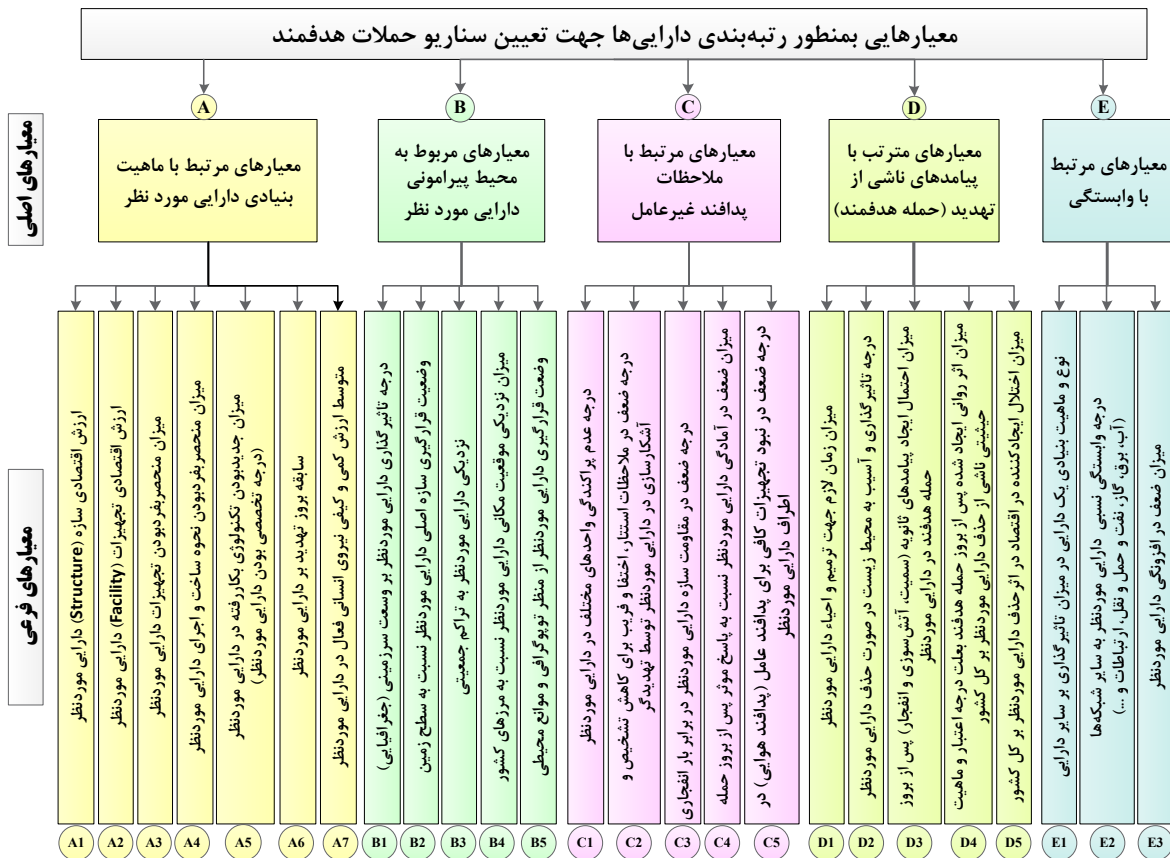 معیارهایی بمنظور رتبه‌بندی دارایی‌ها جهت تعیین سناریو حملات هدفمند
معیارهای اصلی
A
معیارهای مرتبط با ماهیت
بنیادی دارایی مورد نظر
B
معیارهای مربوط به
محیط پیرامونی
دارایی مورد نظر
C
معیارهای مرتبط با
ملاحظات
پدافند غیرعامل
D
معیارهای مترتب با
پیامدهای ناشی از
تهدید (حمله هدفمند)
E
معیارهای مرتبط
با وابستگی
معیارهای فرعی
ارزش اقتصادی سازه (Structure) دارایی موردنظر
A1
ارزش اقتصادی تجهیزات (Facility) دارایی موردنظر
A2
میزان منحصربفردبودن تجهیزات دارایی موردنظر
A3
میزان منحصربفردبودن نحوه ساخت و اجرای دارایی موردنظر
A4
میزان جدیدبودن تکنولوژی بکاررفته در دارایی موردنظر
(درجه تخصصی بودن دارایی موردنظر)
A5
سابقه بروز تهدید بر دارایی موردنظر
A6
متوسط ارزش کمی و کیفی نیروی انسانی فعال در دارایی موردنظر
A7
درجه تاثیرگذاری دارایی موردنظر بر وسعت سرزمینی (جغرافیایی)
B1
وضعیت قرارگیری سازه اصلی دارایی موردنظر نسبت به سطح زمین
B2
نزدیکی دارایی موردنظر به تراکم جمعیتی
B3
میزان نزدیکی موقعیت مکانی دارایی موردنظر نسبت به مرزهای کشور
B4
وضعت قرارگیری دارایی موردنظر از منظر توپوگرافی و موانع محیطی
B5
درجه عدم پراکندگی واحدهای مختلف در دارایی موردنظر
C1
درجه ضعف در ملاحظات استتار، اختفا و فریب برای کاهش تشخیص و
آشکارسازی در دارایی موردنظر توسط تهدیدگر
C2
درجه ضعف در مقاومت سازه دارایی موردنظر در برابر بار انفجاری
C3
میزان ضعف در آمادگی دارایی موردنظر نسبت به پاسخ موثر پس از بروز حمله
C4
درجه ضعف در نبود تجهیزات کافی برای پدافند عامل (پدافند هوایی) در
اطراف دارایی موردنظر
C5
میزان زمان لازم جهت ترمیم و احیاء دارایی موردنظر
D1
درجه تاثیرگذاری و آسیب به محیط زیست در صورت حذف دارایی موردنظر
D2
میزان احتمال ایجاد پیامدهای ثانویه (سمیت، آتش‌سوزی و انفجار) پس از بروز
حمله هدفمند در دارایی موردنظر
D3
میزان اثر روانی ایجاد شده پس از بروز حمله هدفمند بعلت درجه اعتبار و ماهیت
حیثیتی ناشی از حذف دارایی موردنظر بر کل کشور
D4
میزان اختلال ایجادکننده در اقتصاد در اثر حذف دارایی موردنظر بر کل کشور
D5
نوع و ماهیت بنیادی یک دارایی در میزان تاثیرگذاری بر سایر دارایی
E1
درجه وابستگی نسبی دارایی موردنظر به سایر شبکه‌ها
(آب، برق، گاز، نفت و حمل و نقل، ارتباطات و ...)
E2
میزان ضعف در افزونگی دارایی موردنظر
E3